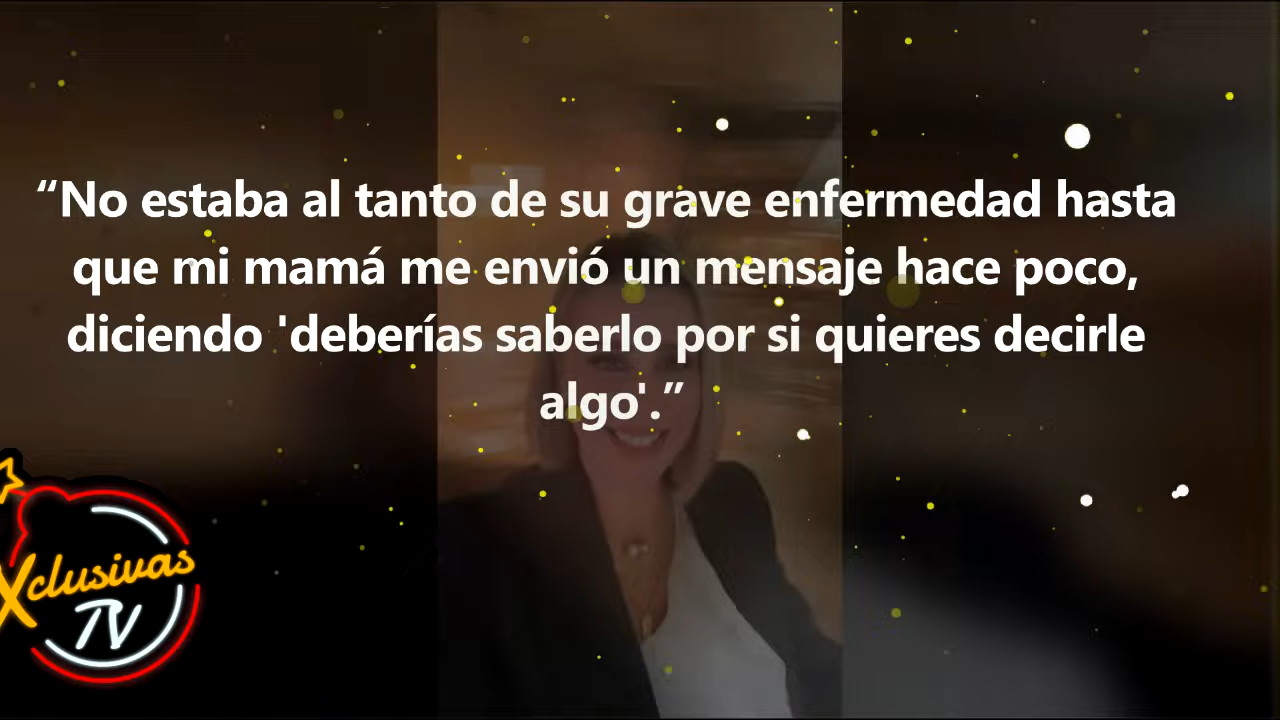 “No estaba al tanto de su grave enfermedad hasta
que mi mamá me envió un mensaje hace poco,
diciendo 'deberías saberlo por si quieres decirle
algo'.”
Xclusivas
TV